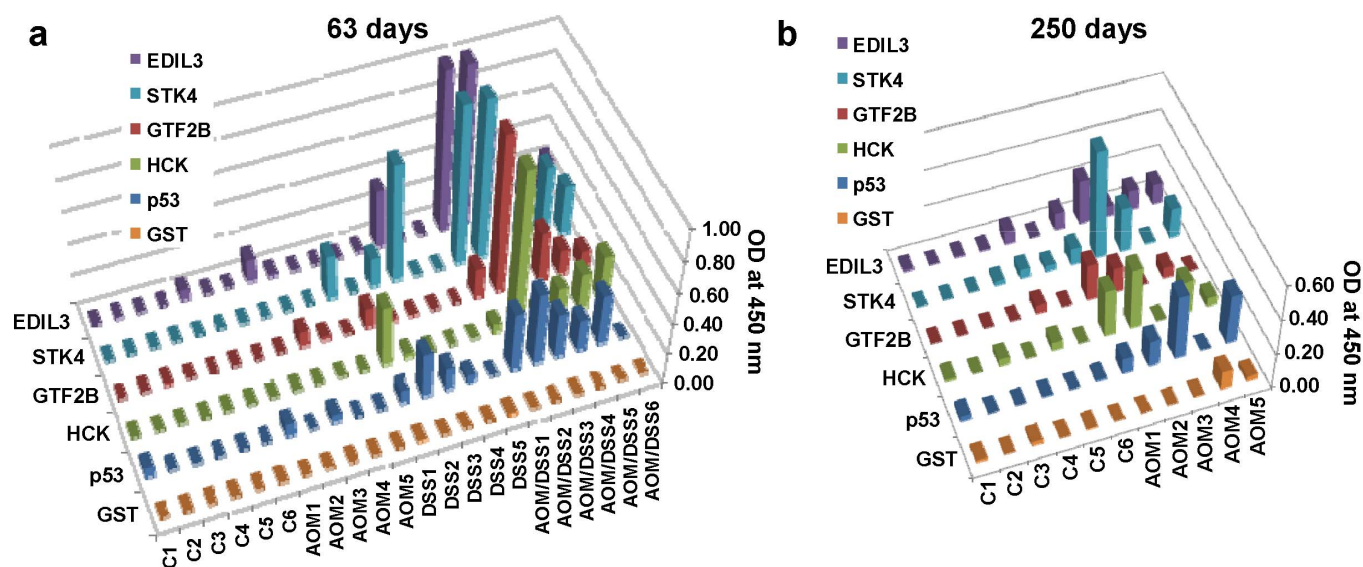 a
63 days
EDIL3
STK4
GTF2B
HCK
p53
GST
EDIL3
STK4
GTF2B
HCK
p53
GST
C1
C2
C3
C4
C5
C6
AOM1
AOM2
AOM3
AOM4
AOM5
DSS1
DSS2
DSS3
DSS4
DSS5
AOM/DSS1
AOM/DSS2
AOM/DSS3
AOM/DSS4
AOM/DSS5
AOM/DSS6
1.00
0.80
0.60
0.40
0.20
0.00
OD at 450 nm
b
250 days
EDIL3
STK4
GTF2B
HCK
p53
GST
EDIL3
STK4
GTF2B
HCK
p53
GST
C1
C2
C3
C4
C5
C6
AOM1
AOM2
AOM3
AOM4
AOM5
0.60
0.40
0.20
0.00
OD at 450 nm